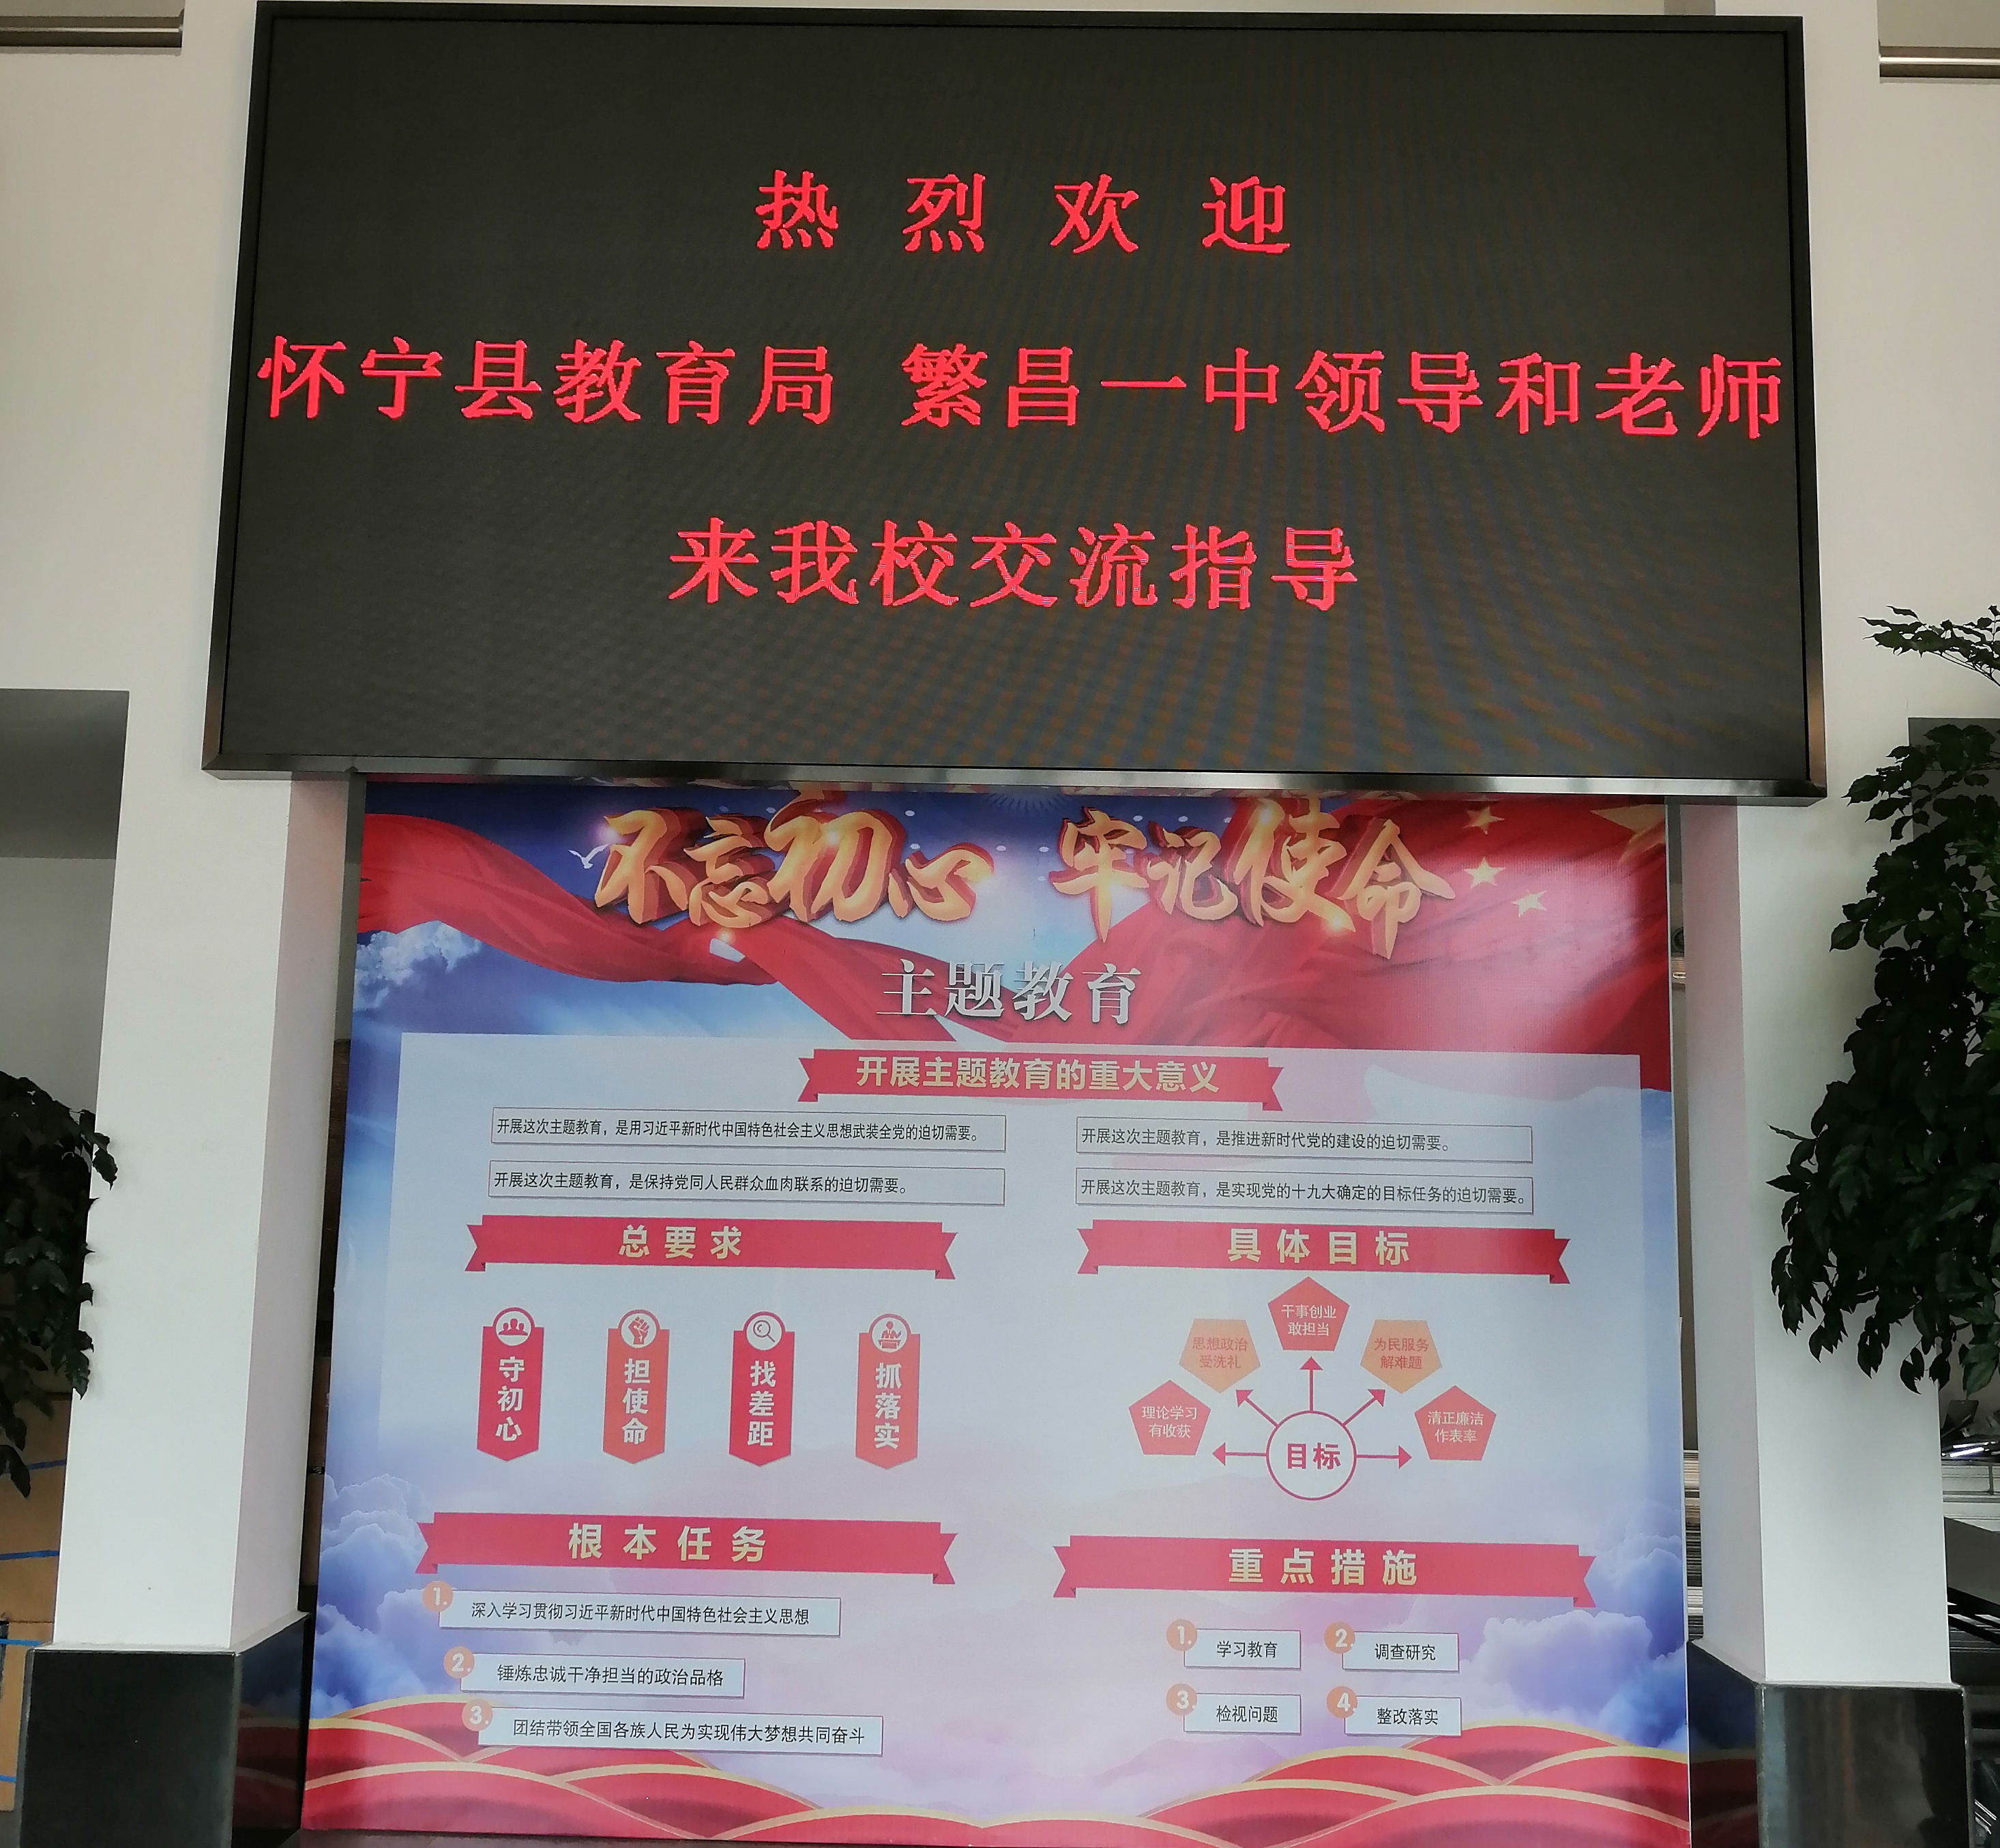 热烈欢迎
怀宁县教育局 繁昌一中领导和老师
来我校交流指导
不忘初心 牢记使命
主题教育
开展主题教育的重大意义
开展这次主题教育，是用习近平新时代中国特色社会主义思想武装全党的迫切需要。
开展这次主题教育，是推进新时代党的建设的迫切需要。
开展这次主题教育，是保持党同人民群众血肉联系的迫切需要。
开展这次主题教育，是实现党的十九大确定的目标任务的迫切需要。
总要求
守初心
担使命
找差距
抓落实
具体目标
理论学习
有收获
思想政治
受洗礼
干事创业
敢担当
为民服务
解难题
清正廉洁
作表率
目标
根本任务
1. 深入学习贯彻习近平新时代中国特色社会主义思想
2. 锤炼忠诚干净担当的政治品格
3. 团结带领全国各族人民为实现伟大梦想共同奋斗
重点措施
1. 学习教育
2. 调查研究
3. 检视问题
4. 整改落实